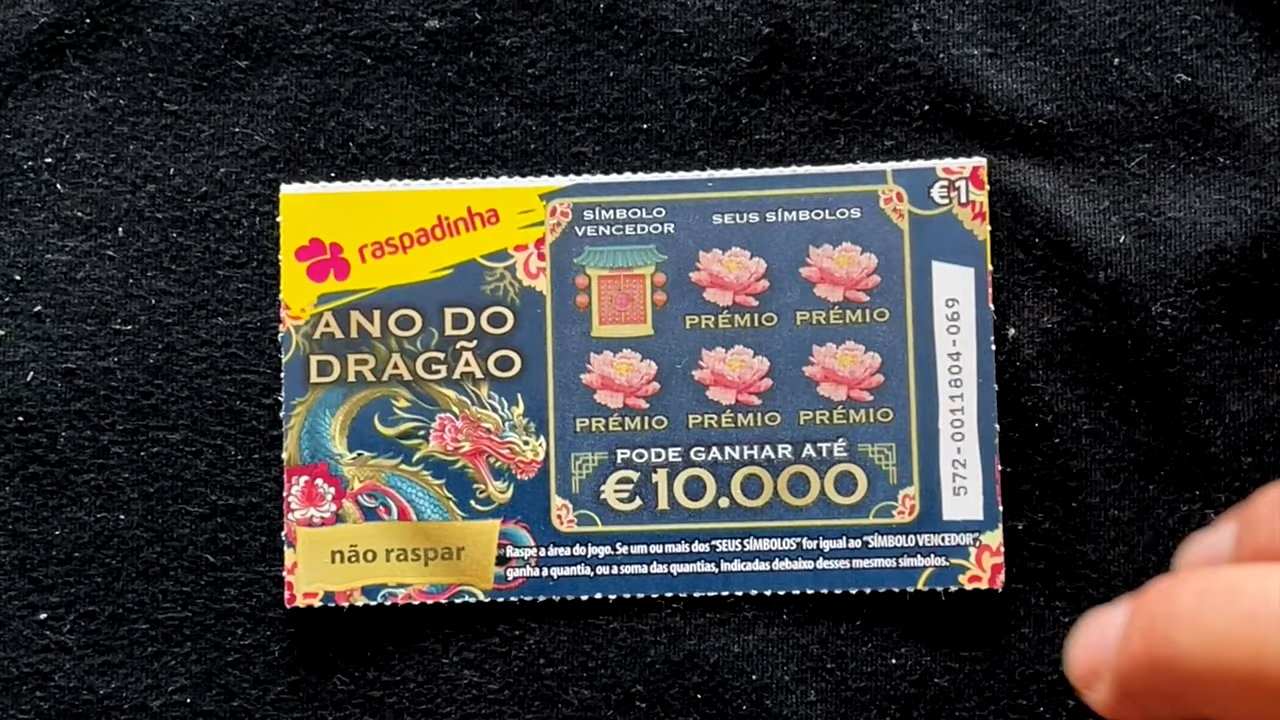 raspadinha
ANO DO
DRAGÃO
não raspar
SÍMBOLO
VENCEDOR
SEUS SÍMBOLOS
PRÉMIO PRÉMIO
PRÉMIO PRÉMIO PRÉMIO
PODE GANHAR ATÉ
€10.000
Raspe a área do jogo. Se um ou mais dos "SEUS SÍMBOLOS" for igual ao "SÍMBOLO VENCEDOR",
ganha a quantia, ou a soma das quantias, indicadas debaixo desses mesmos símbolos.
€1
572-0011804-069